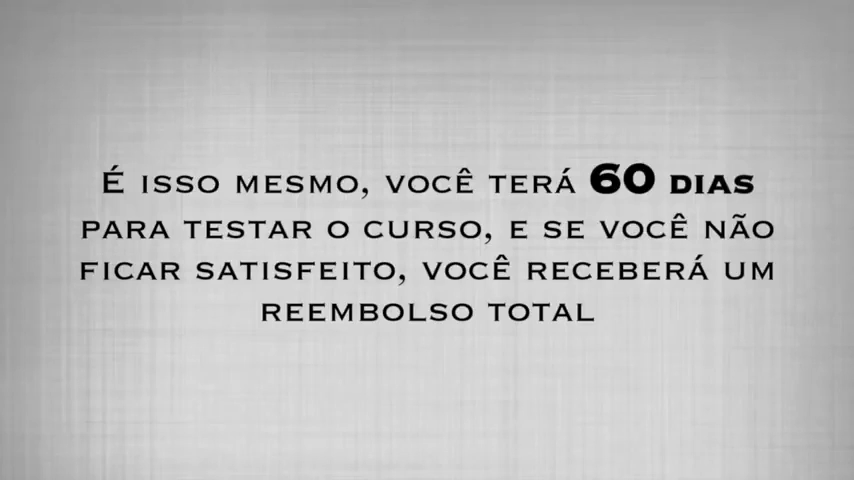 É ISSO MESMO, VOCÊ TERÁ 60 DIAS
PARA TESTAR O CURSO, E SE VOCÊ NÃO
FICAR SATISFEITO, VOCÊ RECEBERÁ UM
REEMBOLSO TOTAL